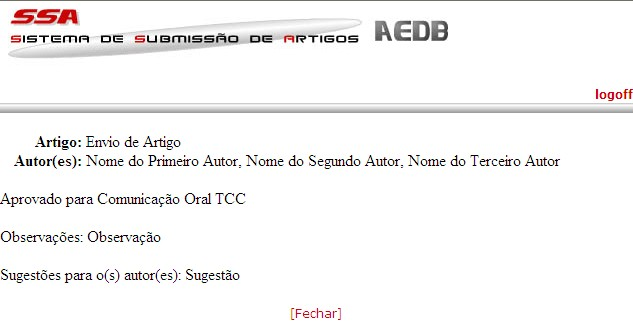 SSA
SISTEMA DE SUBMISSÃO DE ARTIGOS AEDB
logoff
Artigo: Envio de Artigo
Autor(es): Nome do Primeiro Autor, Nome do Segundo Autor, Nome do Terceiro Autor
Aprovado para Comunicação Oral TCC
Observações: Observação
Sugestões para o(s) autor(es): Sugestão
[Fechar]